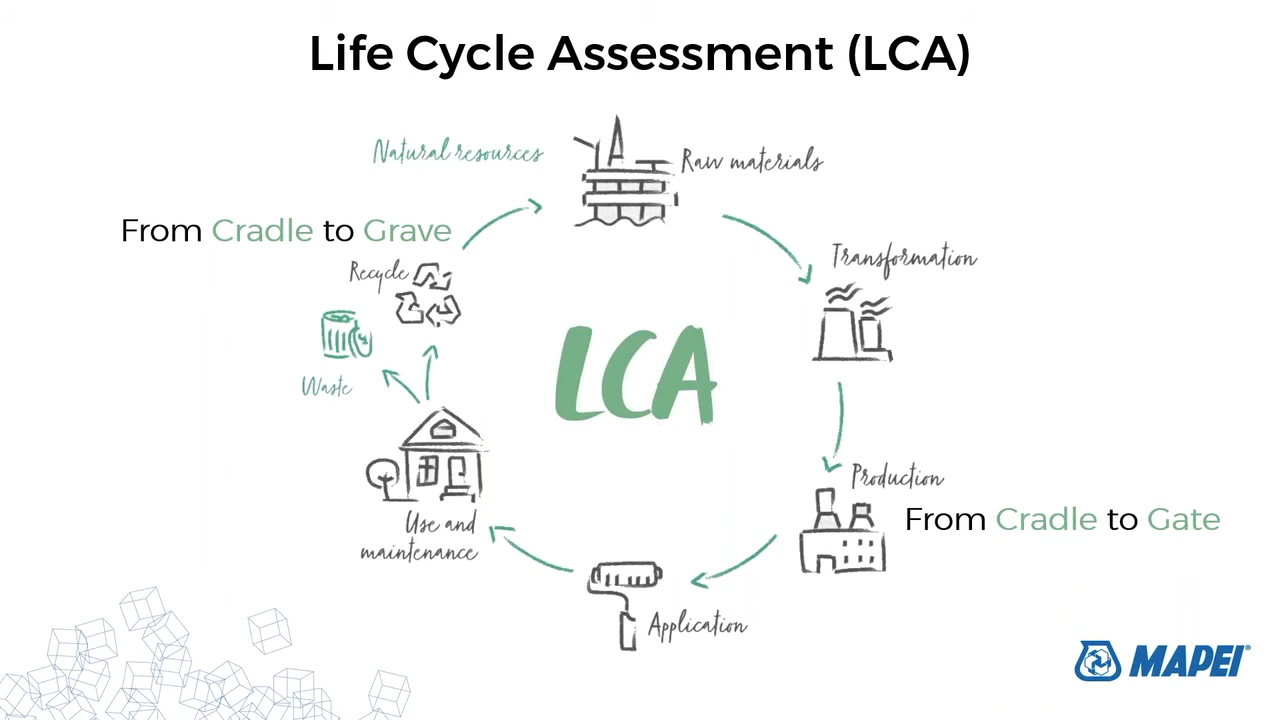 Life Cycle Assessment (LCA)
Natural resources
Raw materials
From Cradle to Grave
Transformation
Recycle
LCA
Waste
Production
From Cradle to Gate
Use and
maintenance
Application
MAPEI®